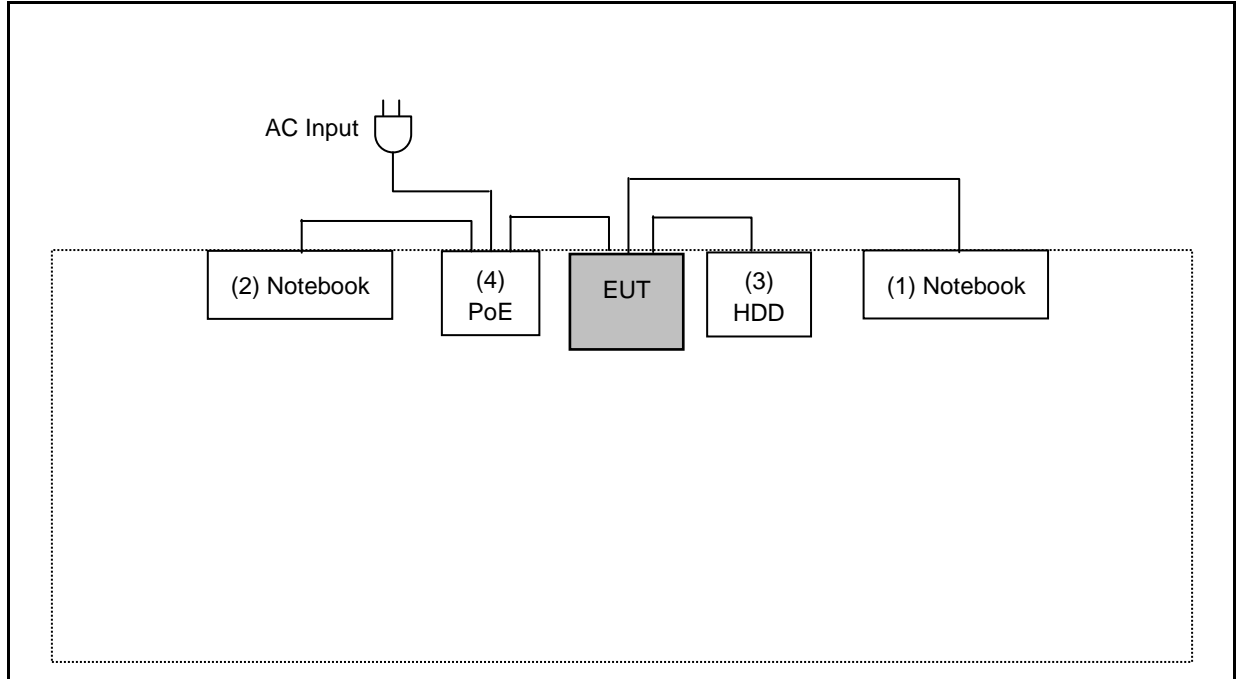 AC Input
(2) Notebook
(4)
PoE
EUT
(3)
HDD
(1) Notebook